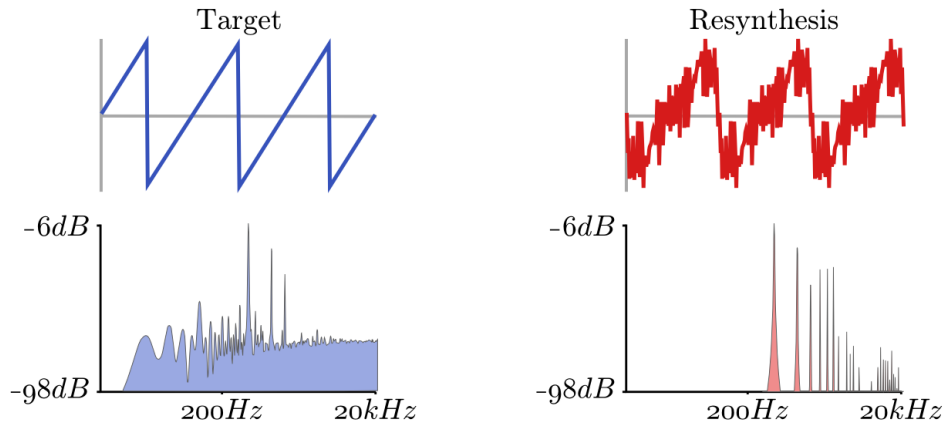 Target
Resynthesis
-6dB
-98dB
200Hz
20kHz
-6dB
-98dB
200Hz
20kHz